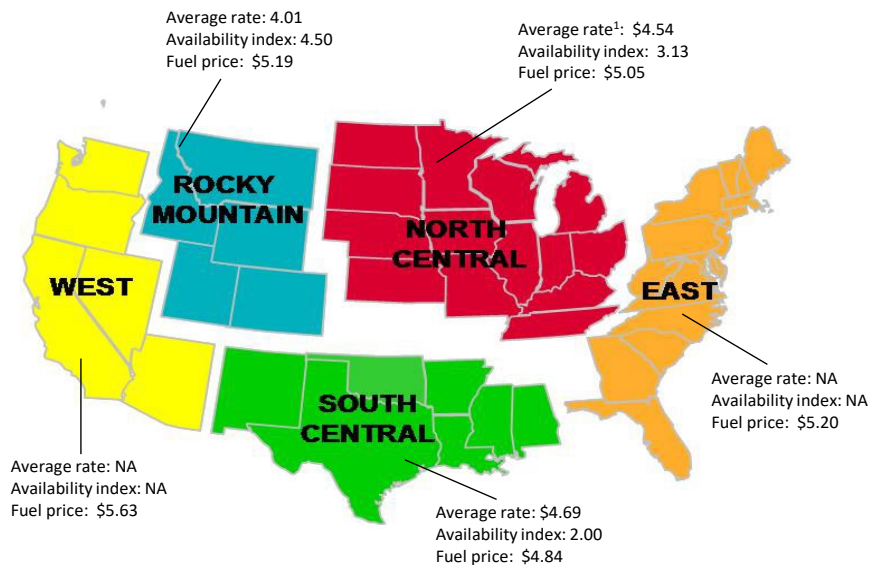 Average rate: 4.01
Availability index: 4.50
Fuel price: $5.19
Average rate¹: $4.54
Availability index: 3.13
Fuel price: $5.05
ROCKY
MOUNTAIN
NORTH
CENTRAL
WEST
EAST
SOUTH
CENTRAL
Average rate: NA
Availability index: NA
Fuel price: $5.20
Average rate: NA
Availability index: NA
Fuel price: $5.63
Average rate: $4.69
Availability index: 2.00
Fuel price: $4.84